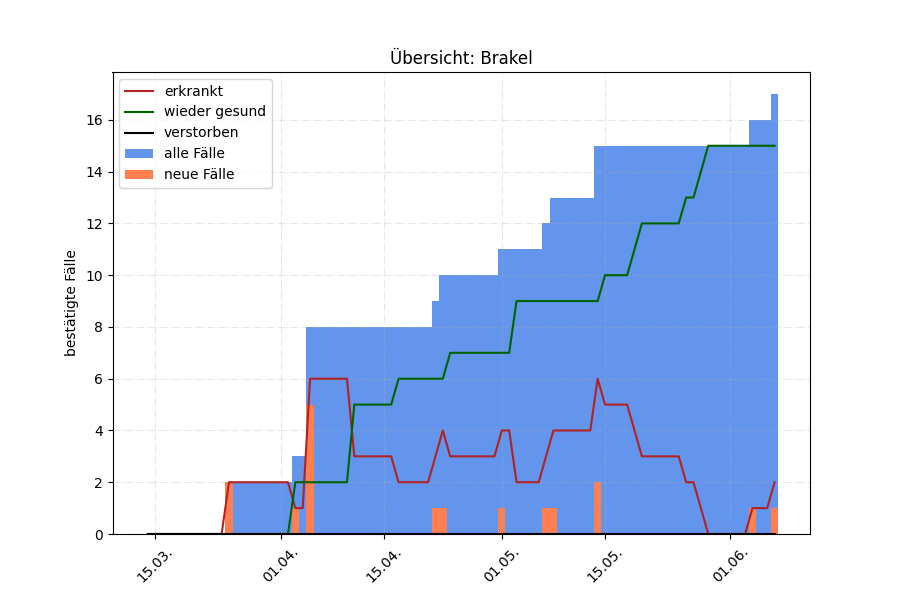 Übersicht: Brakel
erkrankt
wieder gesund
verstorben
alle Fälle
neue Fälle
bestätigte Fälle
16
14
12
10
8
6
4
2
0
15.03.
01.04.
15.04.
01.05.
15.05.
01.06.